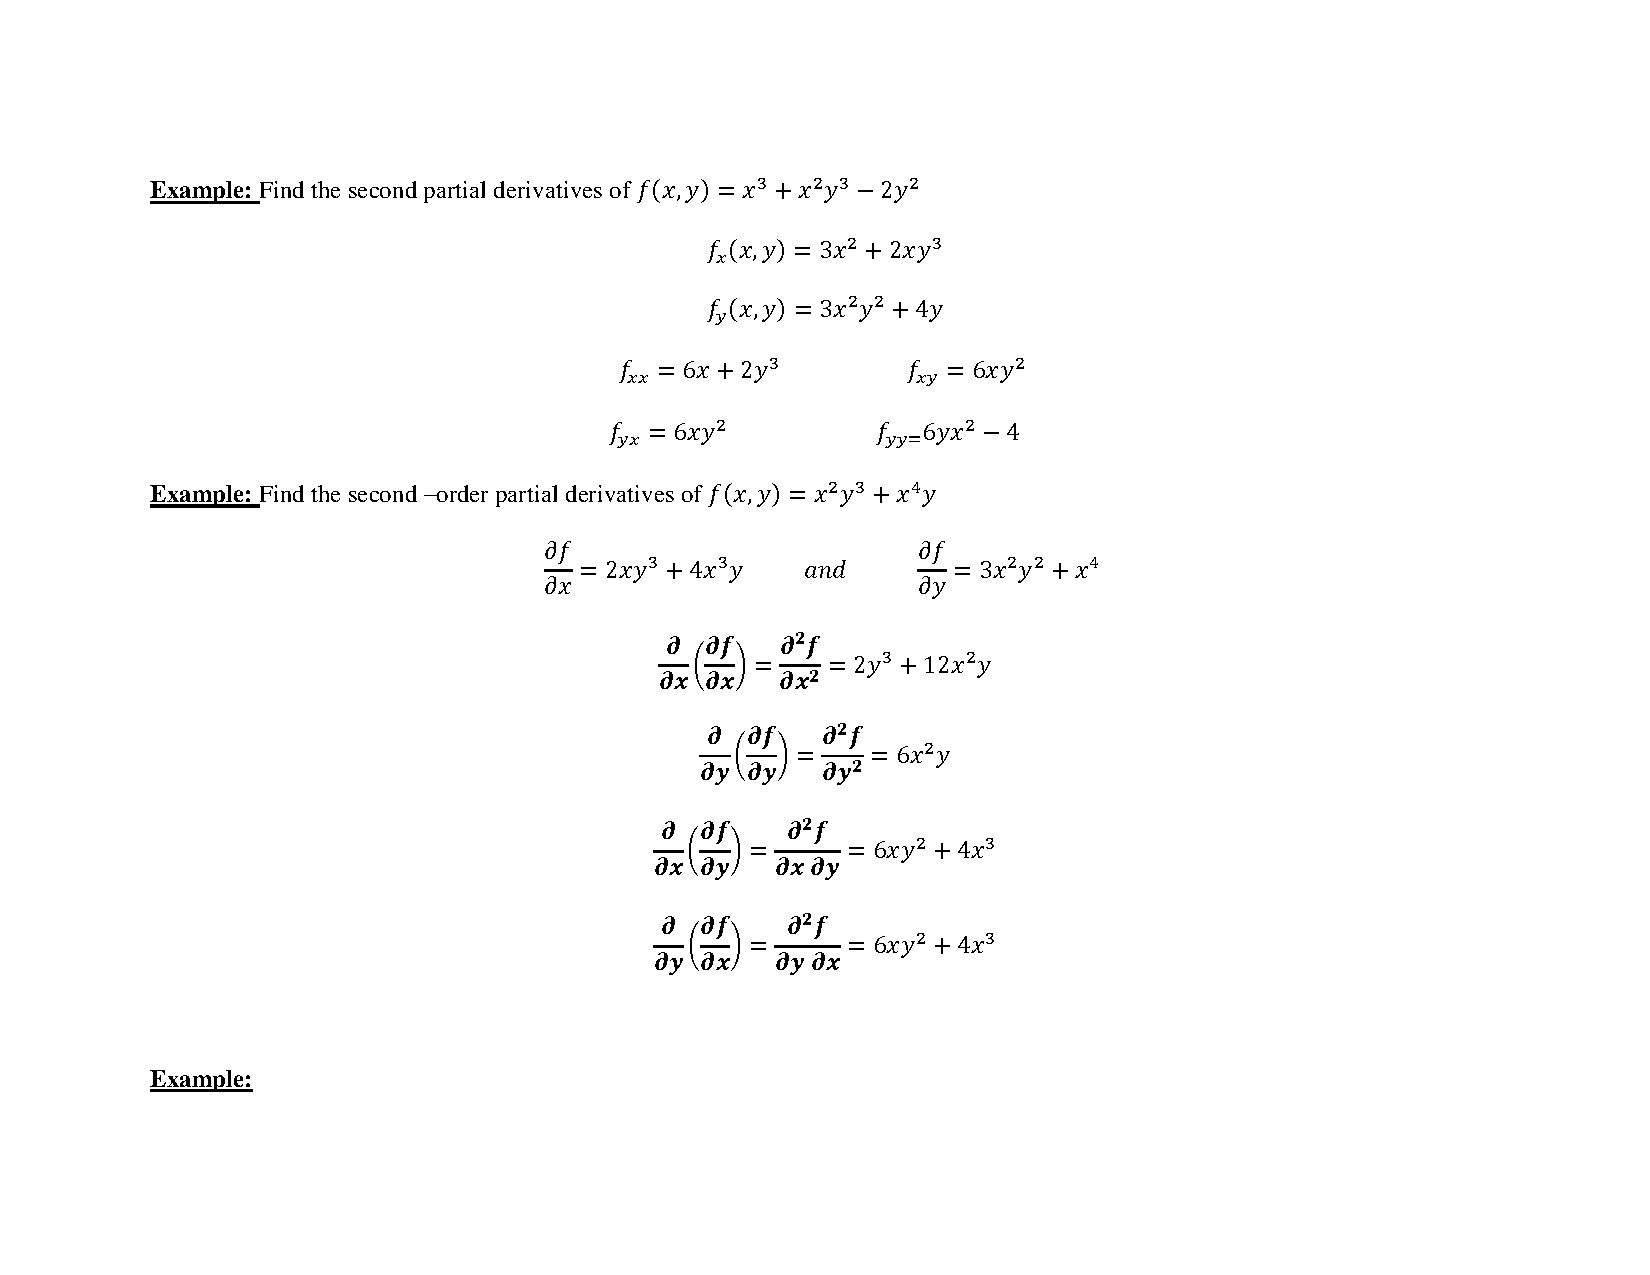 Example: Find the second partial derivatives of f(x, y) = x³ + x²y³ − 2y²
fₓ(x, y) = 3x² + 2xy³
f_y(x, y) = 3x²y² + 4y
f_xx = 6x + 2y³ f_xy = 6xy²
f_yx = 6xy² f_yy=6yx² − 4
Example: Find the second –order partial derivatives of f(x, y) = x²y³ + x⁴y
∂f/∂x = 2xy³ + 4x³y and ∂f/∂y = 3x²y² + x⁴
∂/∂x (∂f/∂x) = ∂²f/∂x² = 2y³ + 12x²y
∂/∂y (∂f/∂y) = ∂²f/∂y² = 6x²y
∂/∂x (∂f/∂y) = ∂²f/∂x ∂y = 6xy² + 4x³
∂/∂y (∂f/∂x) = ∂²f/∂y ∂x = 6xy² + 4x³
Example: